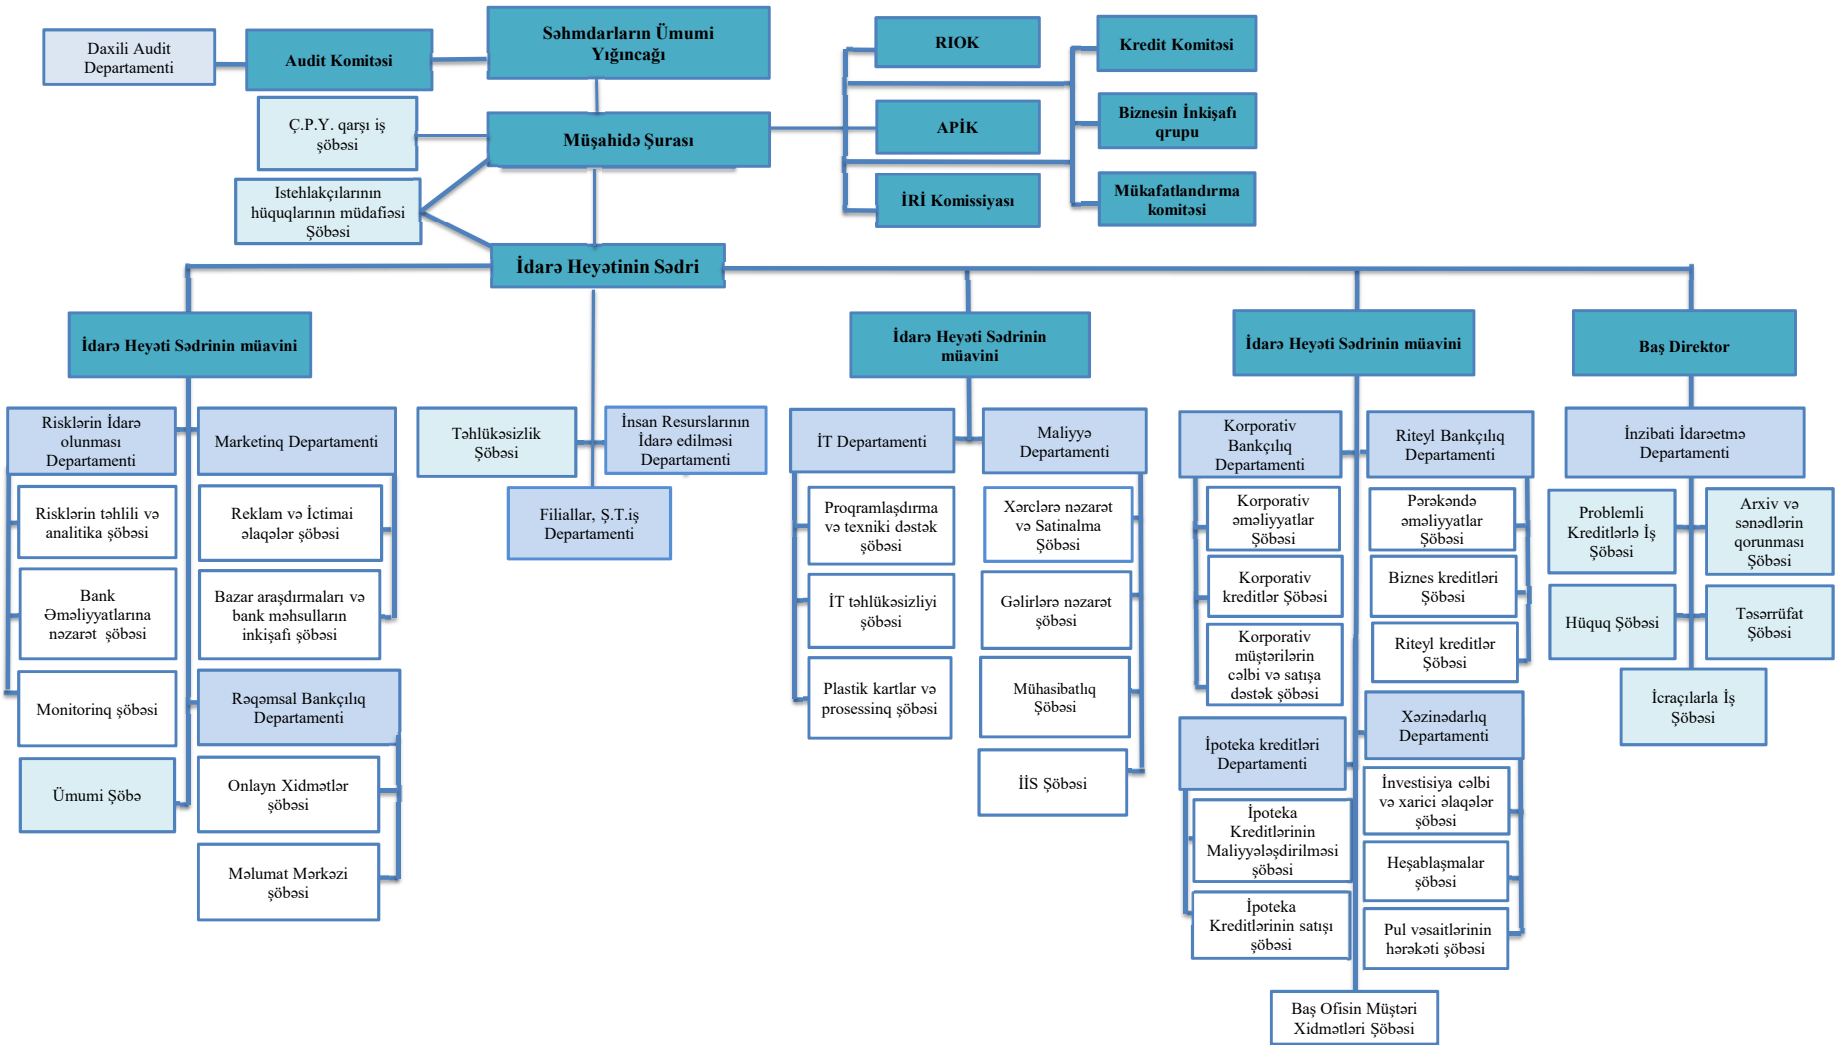 Daxili Audit
Departamenti
Audit Komitəsi
Səhmdarların Ümumi
Yığıncağı
RIOK
Kredit Komitəsi
Ç.P.Y. qarşı iş
şöbəsi
Müşahidə Şurası
APİK
Biznesin İnkişafı
qrupu
Istehlakçılarının
hüquqlarının müdafiəsi
Şöbəsi
İRİ Komissiyası
Mükafatlandırma
komitəsi
İdarə Heyətinin Sədri
İdarə Heyəti Sədrinin müavini
İdarə Heyəti Sədrinin
müavini
İdarə Heyəti Sədrinin müavini
Baş Direktor
Risklərin İdarə
olunması
Departamenti
Marketinq Departamenti
Təhlükəsizlik
Şöbəsi
İnsan Resurslarının
İdarə edilməsi
Departamenti
İT Departamenti
Maliyyə
Departamenti
Korporativ
Bankçılıq
Departamenti
Riteyl Bankçılıq
Departamenti
İnzibati İdarəetmə
Departamenti
Risklərin təhlili və
analitika şöbəsi
Reklam və İctimai
əlaqələr şöbəsi
Filiallar, Ş.T.iş
Departamenti
Proqramlaşdırma
və texniki dəstək
şöbəsi
Xərclərə nəzarət
və Satinalma
Şöbəsi
Korporativ
əməliyyatlar
Şöbəsi
Pərəkəndə
əməliyyatlar
Şöbəsi
Problemli
Kreditlərlə İş
Şöbəsi
Arxiv və
sənədlərin
qorunması
Şöbəsi
Bank
Əməliyyatlarına
nəzarət şöbəsi
Bazar araşdırmaları və
bank məhsulların
inkişafi şöbəsi
İT təhlükəsizliyi
şöbəsi
Gəlirlərə nəzarət
şöbəsi
Korporativ
kreditlər Şöbəsi
Biznes kreditləri
Şöbəsi
Hüquq Şöbəsi
Təsərrüfat
Şöbəsi
Korporativ
müştərilərin
cəlbi və satışa
dəstək şöbəsi
Riteyl kreditlər
Şöbəsi
Monitorinq şöbəsi
Rəqəmsal Bankçılıq
Departamenti
Plastik kartlar və
prosessinq şöbəsi
Mühasibatlıq
Şöbəsi
İcraçılarla İş
Şöbəsi
İpoteka kreditləri
Departamenti
Xəzinədarlıq
Departamenti
Ümumi Şöbə
Onlayn Xidmətlər
şöbəsi
İİS Şöbəsi
İpoteka
Kreditlərinin
Maliyyələşdirilməsi
şöbəsi
İnvestisiya cəlbi
və xarici əlaqələr
şöbəsi
Məlumat Mərkəzi
şöbəsi
Heşablaşmalar
şöbəsi
İpoteka
Kreditlərinin satışı
şöbəsi
Pul vəsaitlərinin
hərəkəti şöbəsi
Baş Ofisin Müştəri
Xidmətləri Şöbəsi